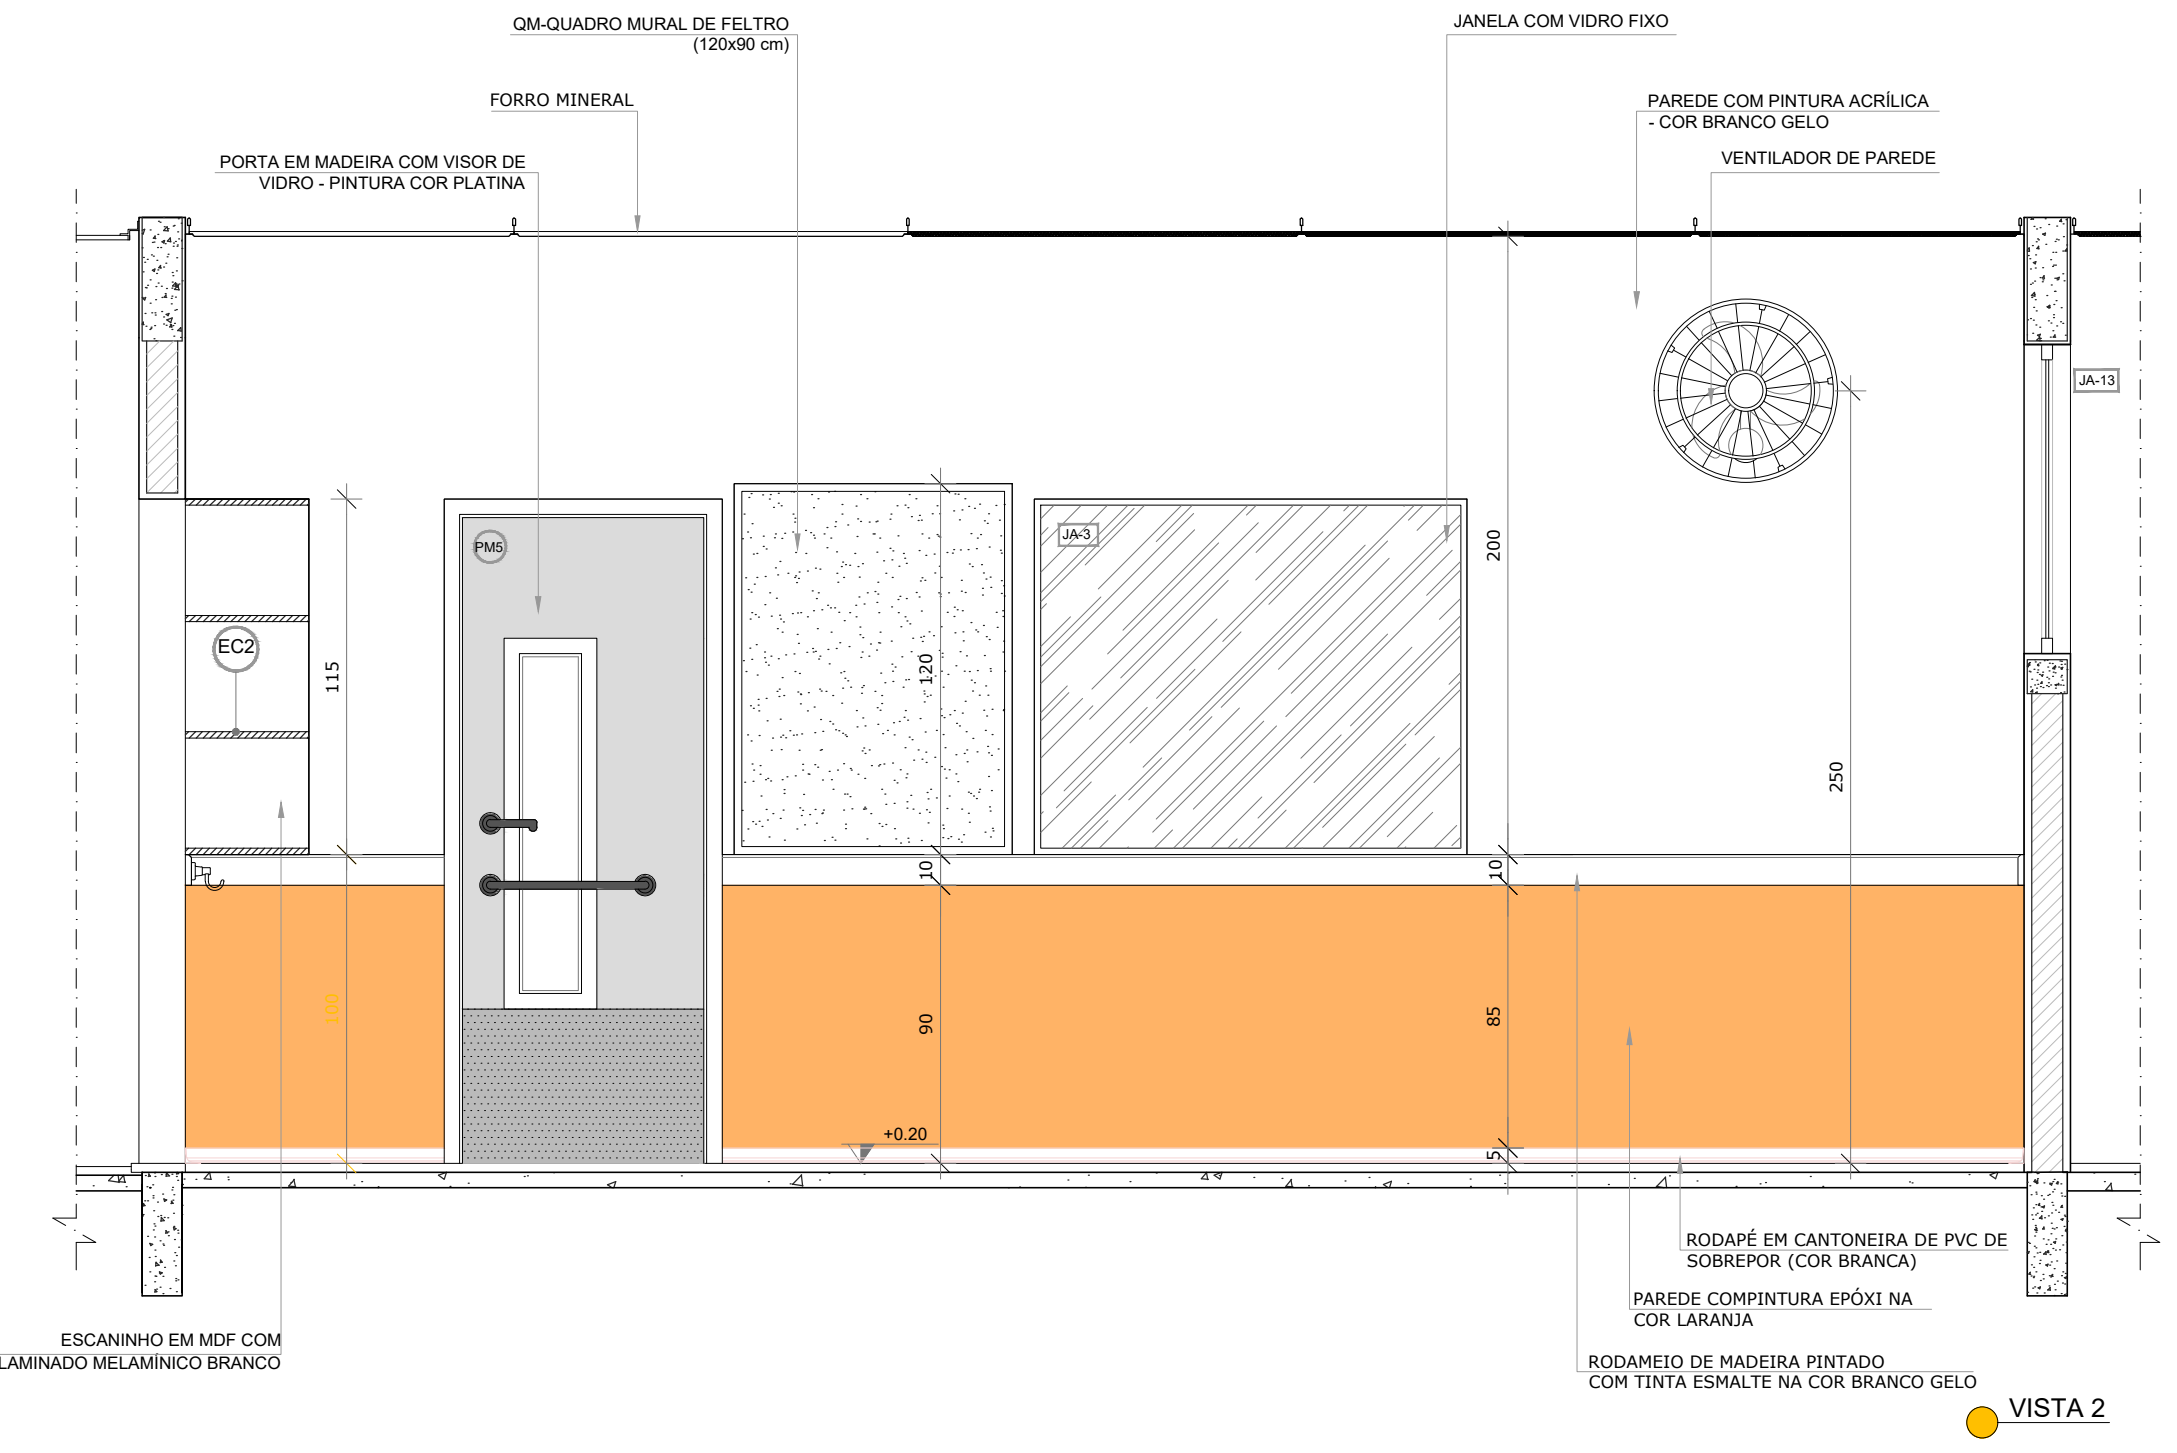 QM-QUADRO MURAL DE FELTRO
(120x90 cm)
JANELA COM VIDRO FIXO
FORRO MINERAL
PAREDE COM PINTURA ACRÍLICA
- COR BRANCO GELO
PORTA EM MADEIRA COM VISOR DE
VIDRO - PINTURA COR PLATINA
VENTILADOR DE PAREDE
JA-13
PM5
JA-3
200
EC2
115
120
250
10
10
100
90
85
+0.20
5
RODAPÉ EM CANTONEIRA DE PVC DE
SOBREPOR (COR BRANCA)
PAREDE COMPINTURA EPÓXI NA
COR LARANJA
ESCANINHO EM MDF COM
LAMINADO MELAMÍNICO BRANCO
RODAMEIO DE MADEIRA PINTADO
COM TINTA ESMALTE NA COR BRANCO GELO
VISTA 2